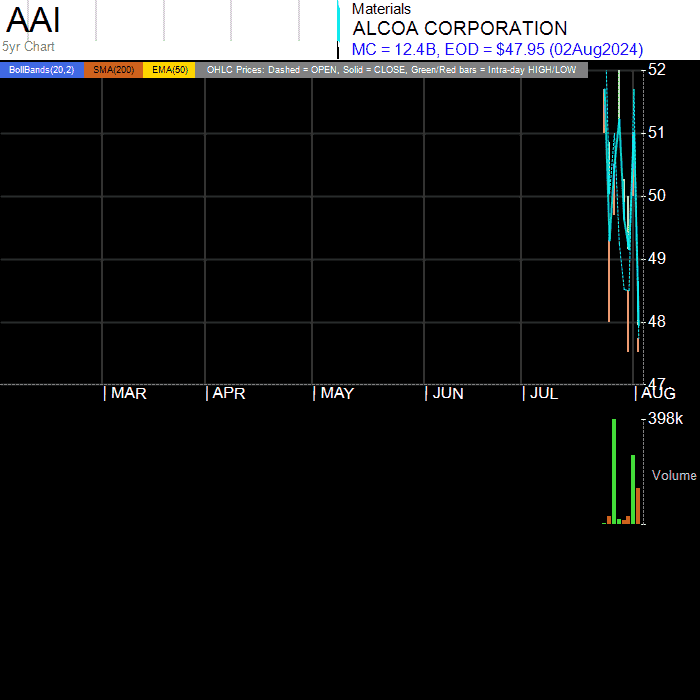 AAI
5yr Chart
Materials
ALCOA CORPORATION
MC = 12.4B, EOD = $47.95 (02Aug2024)
BollBands(20,2) SMA(200) EMA(50) OHLC Prices: Dashed = OPEN, Solid = CLOSE, Green/Red bars = Intra-day HIGH/LOW
52
51
50
49
48
47
MAR APR MAY JUN JUL AUG
398k
Volume